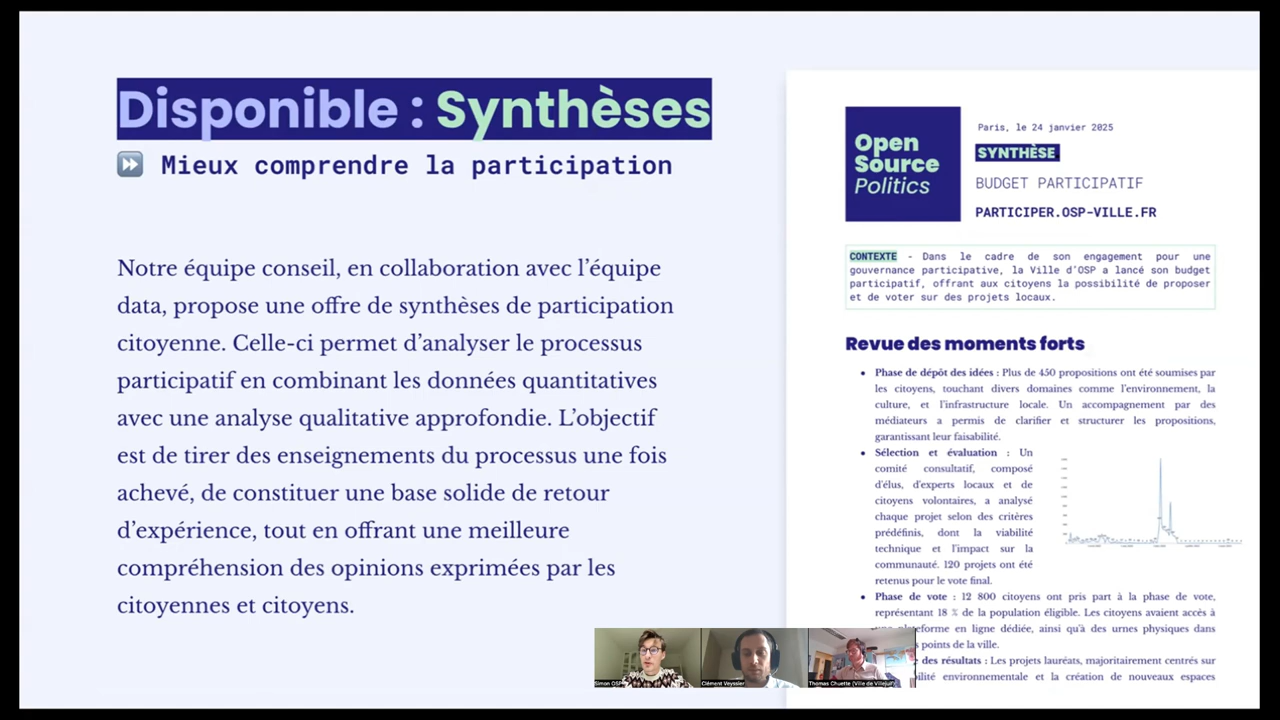 Disponible : Synthèses
Mieux comprendre la participation
Notre équipe conseil, en collaboration avec l'équipe
data, propose une offre de synthèses de participation
citoyenne. Celle-ci permet d'analyser le processus
participatif en combinant les données quantitatives
avec une analyse qualitative approfondie. L'objectif
est de tirer des enseignements du processus une fois
achevé, de constituer une base solide de retour
d'expérience, tout en offrant une meilleure
compréhension des opinions exprimées par les
citoyennes et citoyens.
Open
Source
Politics
Paris, le 24 janvier 2025
SYNTHÈSE
BUDGET PARTICIPATIF
PARTICIPER.OSP-VILLE.FR
CONTEXTE - Dans le cadre de son engagement pour une
gouvernance participative, la Ville d'OSP a lancé son budget
participatif, offrant aux citoyens la possibilité de proposer
et de voter sur des projets locaux.
Revue des moments forts
• Phase de dépôt des idées : Plus de 450 propositions ont été soumises par
les citoyens, touchant divers domaines comme l'environnement, la
culture, et l'infrastructure locale. Un accompagnement par des
médiateurs a permis de clarifier et structurer les propositions,
garantissant leur faisabilité.
• Sélection et évaluation : Un
comité consultatif, composé
d'élus, d'experts locaux et de
citoyens volontaires, a analysé
chaque projet selon des critères
prédéfinis, dont la viabilité
technique et l'impact sur la
communauté. 120 projets ont été
retenus pour le vote final.
• Phase de vote : 12 800 citoyens ont pris part à la phase de vote,
représentant 18 % de la population éligible. Les citoyens avaient accès à
plateforme en ligne dédiée, ainsi qu'à des urnes physiques dans
points de la ville.
des résultats : Les projets lauréats, majoritairement centrés sur
environnementale et la création de nouveaux espaces
Simon OSP
Clément Veyssier
Thomas Chuette (Ville de Villejuif)